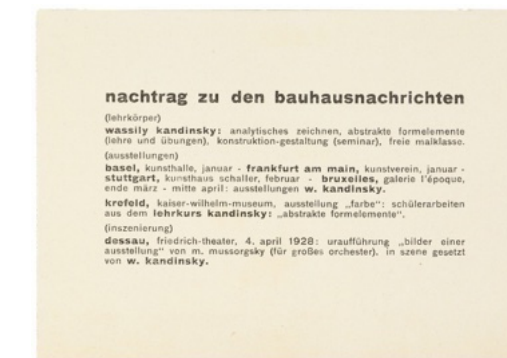 nachtrag zu den bauhausnachrichten
(lehrkörper)
wassily kandinsky: analytisches zeichnen, abstrakte formelemente
(lehre und übungen), konstruktion-gestaltung (seminar), freie malklasse.
(ausstellungen)
basel, kunsthalle, januar - frankfurt am main, kunstverein, januar -
stuttgart, kunsthaus schaller, februar - bruxelles, galerie l'époque,
ende märz - mitte april: ausstellungen w. kandinsky.
krefeld, kaiser-wilhelm-museum, ausstellung „farbe“: schülerarbeiten
aus dem lehrkurs kandinsky: „abstrakte formelemente“.
(inszenierung)
dessau, friedrich-theater, 4. april 1928: uraufführung „bilder einer
ausstellung“ von m. mussorgsky (für großes orchester). in szene gesetzt
von w. kandinsky.